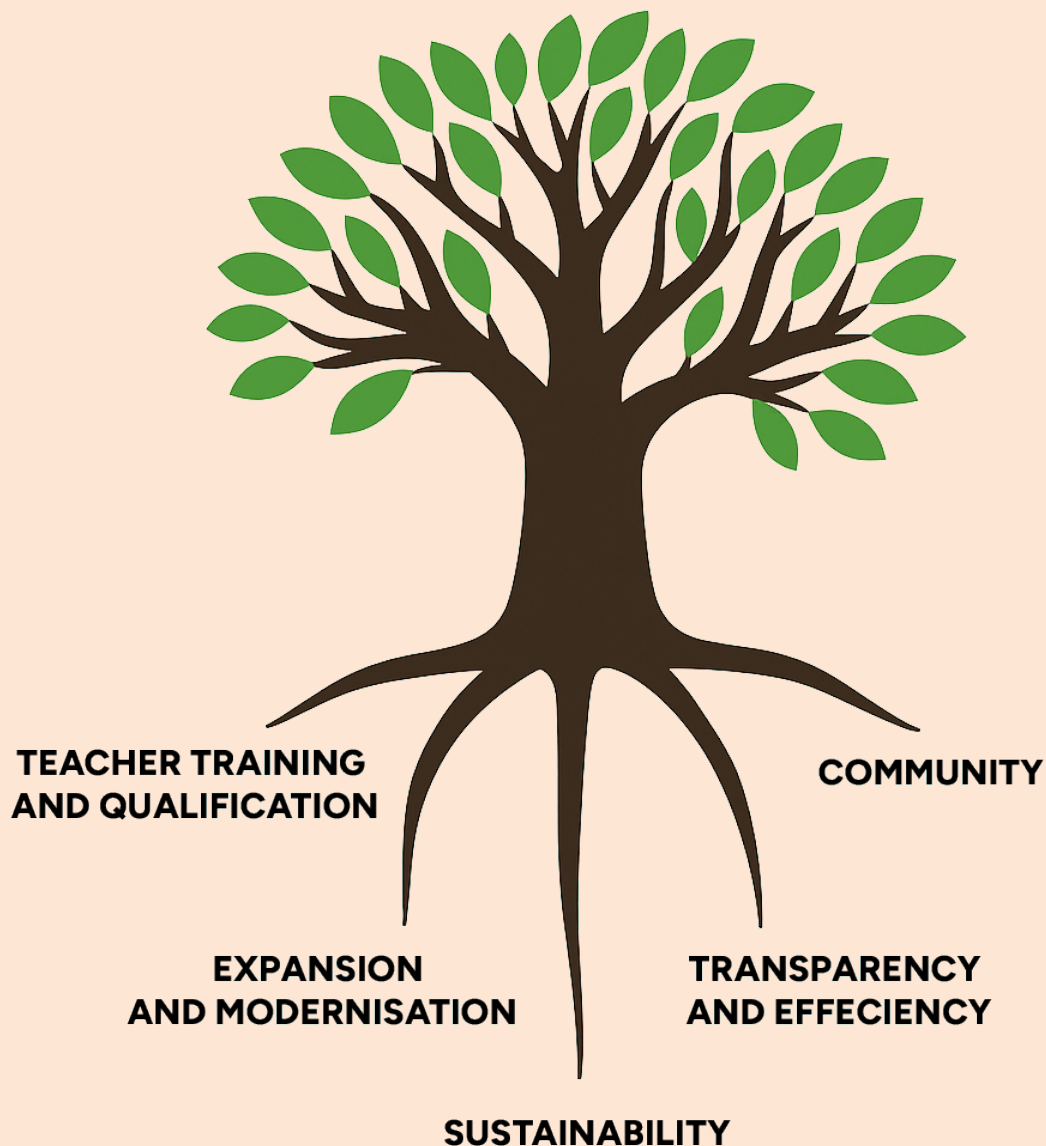 TEACHER TRAINING
AND QUALIFICATION
COMMUNITY
EXPANSION
AND MODERNISATION
TRANSPARENCY
AND EFFECIENCY
SUSTAINABILITY